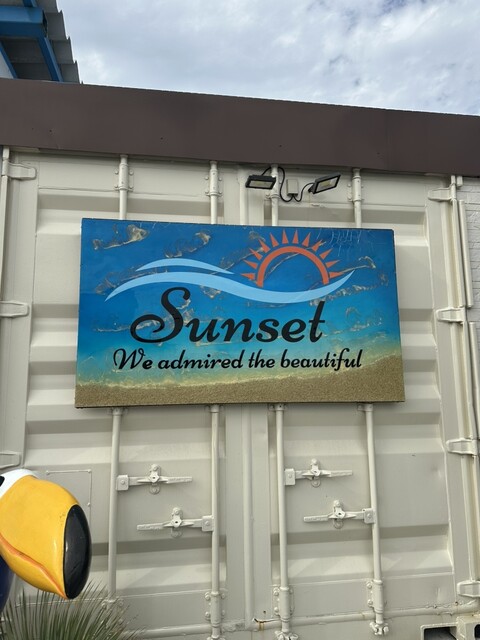 Sunset
We admired the beautiful